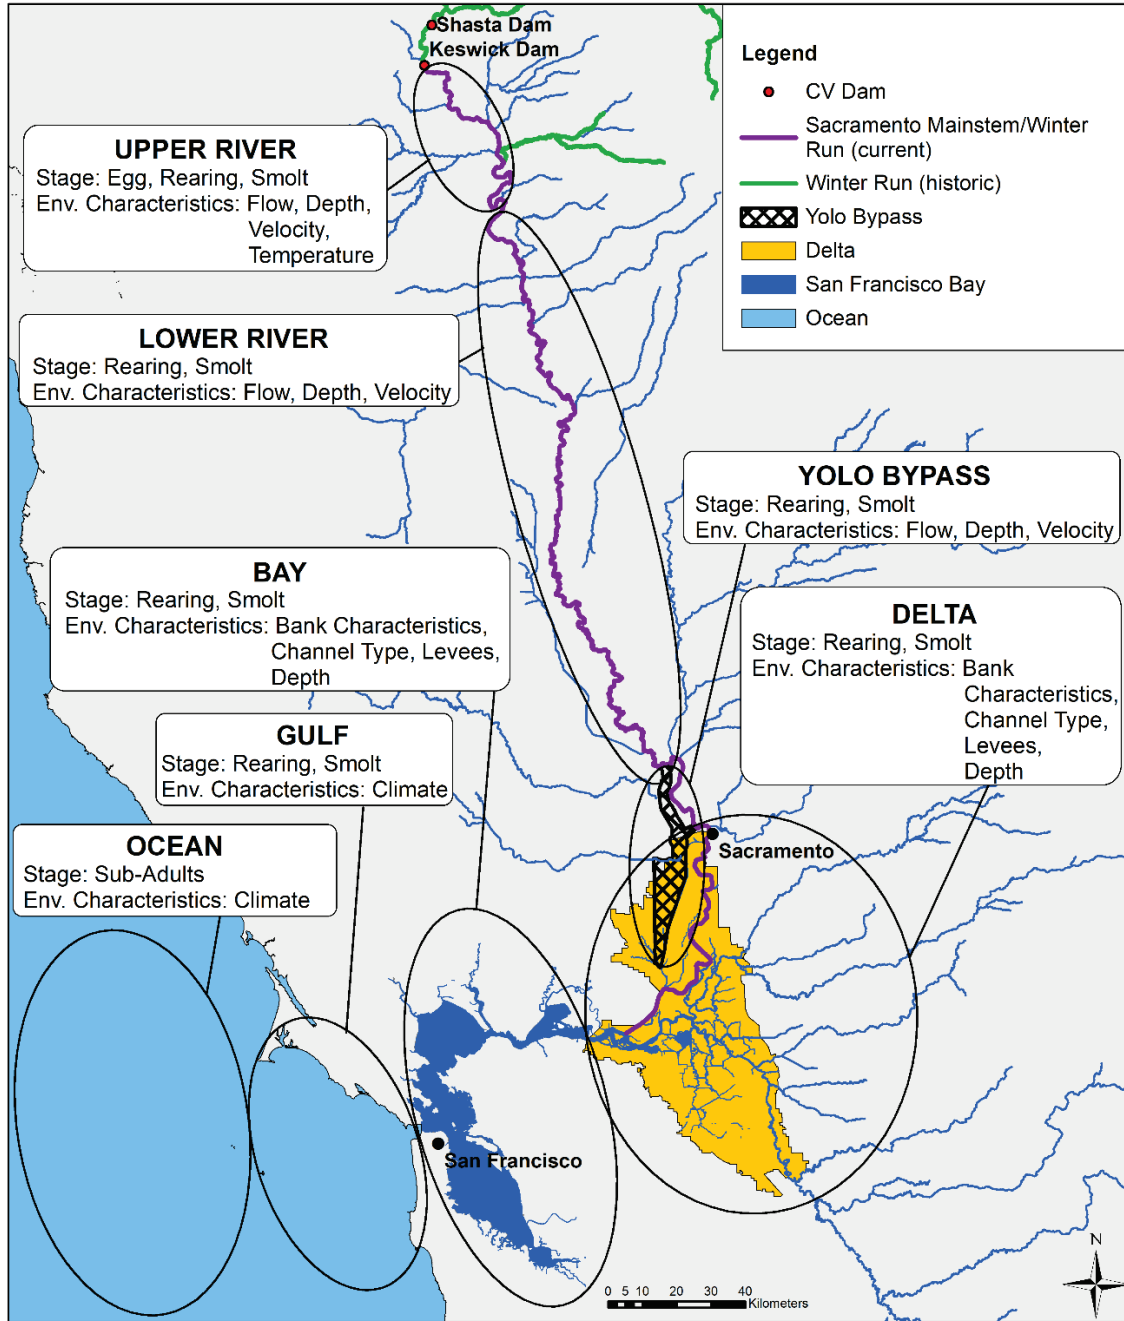 Shasta Dam
Keswick Dam
Legend
CV Dam
Sacramento Mainstem/Winter
Run (current)
Winter Run (historic)
Yolo Bypass
Delta
San Francisco Bay
Ocean
UPPER RIVER
Stage: Egg, Rearing, Smolt
Env. Characteristics: Flow, Depth,
Velocity,
Temperature
LOWER RIVER
Stage: Rearing, Smolt
Env. Characteristics: Flow, Depth, Velocity
YOLO BYPASS
Stage: Rearing, Smolt
Env. Characteristics: Flow, Depth, Velocity
BAY
Stage: Rearing, Smolt
Env. Characteristics: Bank Characteristics,
Channel Type, Levees,
Depth
DELTA
Stage: Rearing, Smolt
Env. Characteristics: Bank
Characteristics,
Channel Type,
Levees,
Depth
GULF
Stage: Rearing, Smolt
Env. Characteristics: Climate
OCEAN
Stage: Sub-Adults
Env. Characteristics: Climate
Sacramento
San Francisco
N
0 5 10 20 30 40
Kilometers